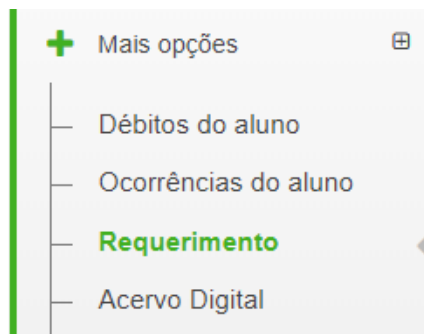 Mais opções
Débitos do aluno
Ocorrências do aluno
Requerimento
Acervo Digital